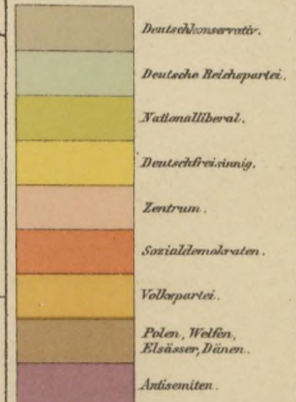 Deutschkonservativ.
Deutsche Reichspartei.
Nationalliberal.
Deutschfreisinnig.
Zentrum.
Sozialdemokraten.
Volkspartei.
Polen, Welfen,
Elsässer, Dänen.
Antisemiten.